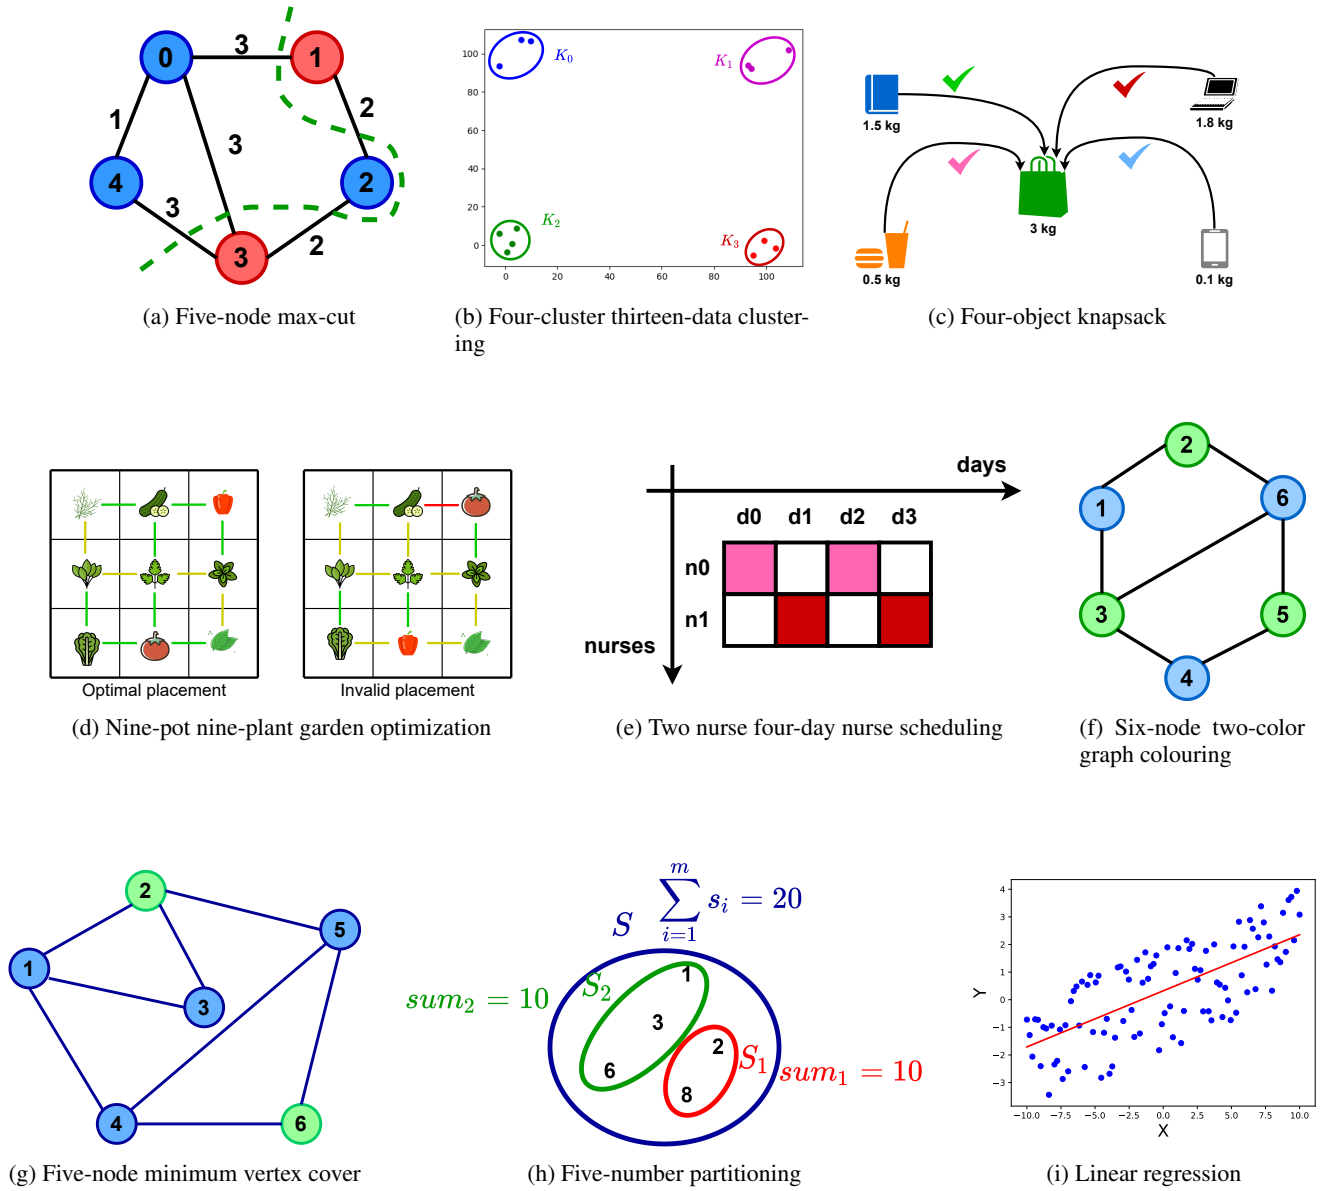 0
3
1
1
3
2
4
2
3
2
3
(a) Five-node max-cut
100
80
60
40
20
0
0 20 40 60 80 100
K0
K1
K2
K3
(b) Four-cluster thirteen-data cluster-
ing
1.5 kg
1.8 kg
3 kg
0.5 kg
0.1 kg
(c) Four-object knapsack
Optimal placement
Invalid placement
(d) Nine-pot nine-plant garden optimization
days
d0 d1 d2 d3
n0
n1
nurses
(e) Two nurse four-day nurse scheduling
2
1
6
3
5
4
(f) Six-node two-color
graph colouring
2
5
1
3
4
6
(g) Five-node minimum vertex cover
S ∑_{i=1}^{m} s_i = 20
S2
sum2 = 10
1
3
6
2
8
S1 sum1 = 10
(h) Five-number partitioning
4
3
2
1
0
−1
−2
−3
Y
−10.0 −7.5 −5.0 −2.5 0.0 2.5 5.0 7.5 10.0
X
(i) Linear regression